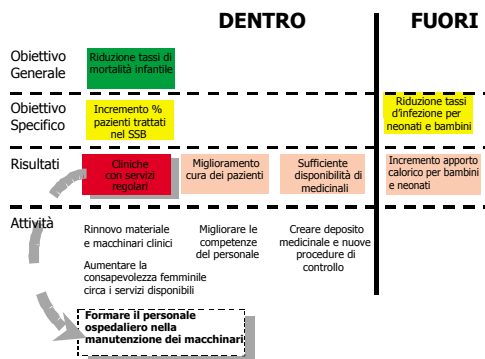 DENTRO
FUORI
Obiettivo
Generale
Riduzione tassi di
mortalità infantile
Obiettivo
Specifico
Incremento %
pazienti trattati
nel SSB
Riduzione tassi
d'infezione per
neonati e bambini
Risultati
Cliniche
con servizi
regolari
Miglioramento
cura dei pazienti
Sufficiente
disponibilità di
medicinali
Incremento apporto
calorico per bambini
e neonati
Attività
Rinnovo materiale
e macchinari clinici
Aumentare la
consapevolezza femminile
circa i servizi disponibili
Migliorare le
competenze
del personale
Creare deposito
medicinale e nuove
procedure di
controllo
Formare il personale
ospedaliero nella
manutenzione dei macchinari